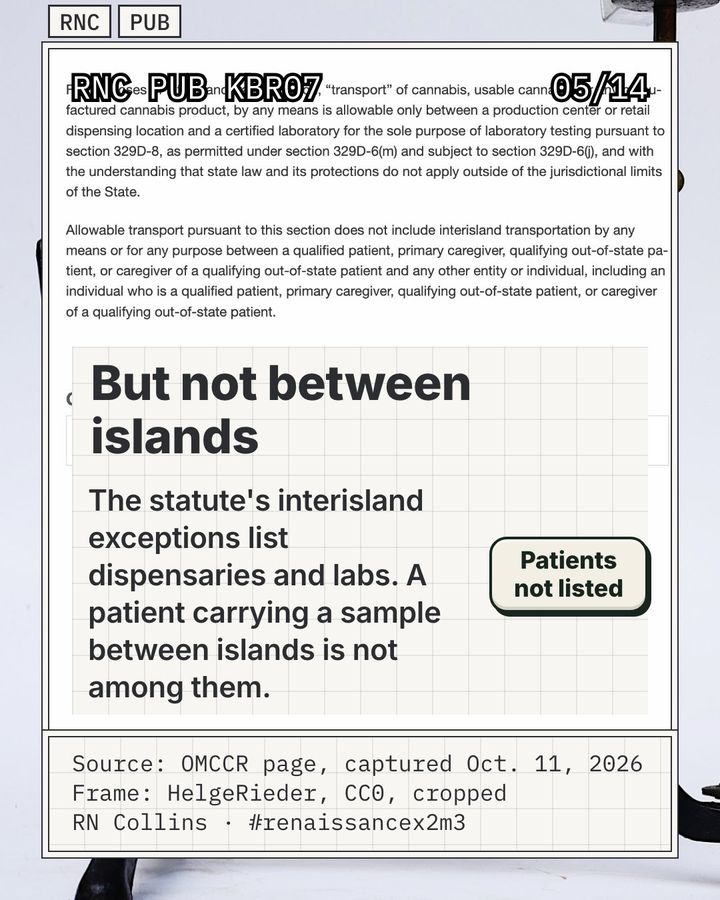 RNC PUB
RNC PUB KBR07 05/14
“transport” of cannabis, usable
factured cannabis product, by any means is allowable only between a production center or retail
dispensing location and a certified laboratory for the sole purpose of laboratory testing pursuant to
section 329D-8, as permitted under section 329D-6(m) and subject to section 329D-6(j), and with
the understanding that state law and its protections do not apply outside of the jurisdictional limits
of the State.
Allowable transport pursuant to this section does not include interisland transportation by any
means or for any purpose between a qualified patient, primary caregiver, qualifying out-of-state pa-
tient, or caregiver of a qualifying out-of-state patient and any other entity or individual, including an
individual who is a qualified patient, primary caregiver, qualifying out-of-state patient, or caregiver
of a qualifying out-of-state patient.
But not between
islands
The statute's interisland
exceptions list
dispensaries and labs. A
patient carrying a sample
between islands is not
among them.
Patients
not listed
Source: OMCCR page, captured Oct. 11, 2026
Frame: HelgeRieder, CC0, cropped
RN Collins · #renaissancex2m3